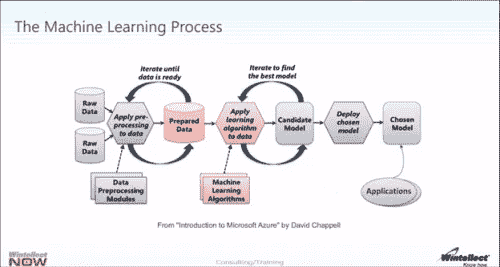 The Machine Learning Process
Iterate until
data is ready
Iterate to find
the best model
Raw
Data
Raw
Data
Apply pre-
processing
to data
Prepared
Data
Apply
learning
algorithm
to data
Candidate
Model
Deploy
chosen
model
Chosen
Model
Data
Preprocessing
Modules
Machine
Learning
Algorithms
Applications
From "Introduction to Microsoft Azure" by David Chappell
Wintellect
NOW
Consulting/Training
Wintellect
Know how